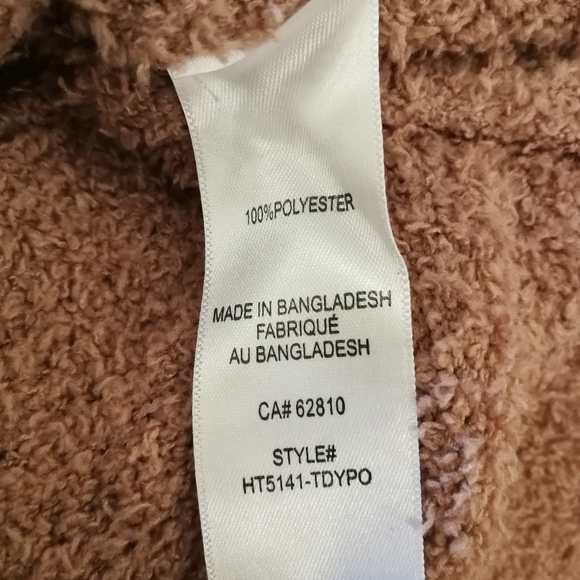 100%POLYESTER
MADE IN BANGLADESH
FABRIQUÉ
AU BANGLADESH
CA# 62810
STYLE#
HT5141-TDYPO